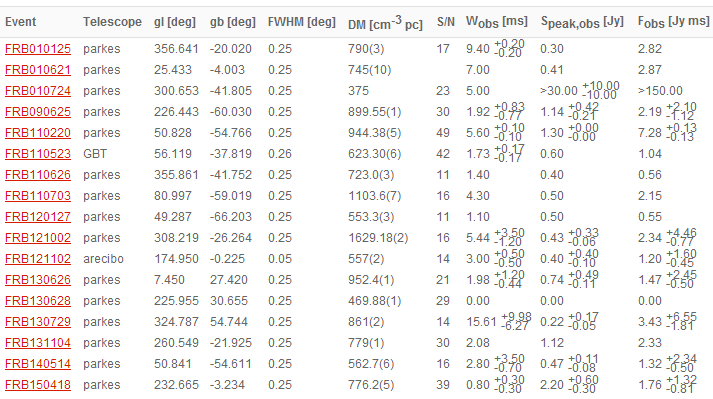 Event Telescope gl [deg] gb [deg] FWHM [deg] DM [cm-3 pc] S/N Wobs [ms] Speak,obs [Jy] Fobs [Jy ms]
FRB010125 parkes 356.641 -20.020 0.25 790(3) 17 9.40 +0.20 -0.20 0.30 2.82
FRB010621 parkes 25.433 -4.003 0.25 745(10) 7.00 0.41 2.87
FRB010724 parkes 300.653 -41.805 0.25 375 23 5.00 >30.00 +10.00 -10.00 >150.00
FRB090625 parkes 226.443 -60.030 0.25 899.55(1) 30 1.92 +0.83 -0.77 1.14 +0.42 -0.21 2.19 +2.10 -1.12
FRB110220 parkes 50.828 -54.766 0.25 944.38(5) 49 5.60 +0.10 -0.10 1.30 +0.00 -0.00 7.28 +0.13 -0.13
FRB110523 GBT 56.119 -37.819 0.26 623.30(6) 42 1.73 +0.17 -0.17 0.60 1.04
FRB110626 parkes 355.861 -41.752 0.25 723.0(3) 11 1.40 0.40 0.56
FRB110703 parkes 80.997 -59.019 0.25 1103.6(7) 16 4.30 0.50 2.15
FRB120127 parkes 49.287 -66.203 0.25 553.3(3) 11 1.10 0.50 0.55
FRB121002 parkes 308.219 -26.264 0.25 1629.18(2) 16 5.44 +3.50 -1.20 0.43 +0.33 -0.06 2.34 +4.46 -0.77
FRB121102 arecibo 174.950 -0.225 0.05 557(2) 14 3.00 +0.50 -0.50 0.40 +0.40 -0.10 1.20 +1.60 -0.45
FRB130626 parkes 7.450 27.420 0.25 952.4(1) 21 1.98 +1.20 -0.44 0.74 +0.49 -0.11 1.47 +2.45 -0.50
FRB130628 parkes 225.955 30.655 0.25 469.88(1) 29 0.00 0.00 0.00
FRB130729 parkes 324.787 54.744 0.25 861(2) 14 15.61 +9.98 -6.27 0.22 +0.17 -0.05 3.43 +6.55 -1.81
FRB131104 parkes 260.549 -21.925 0.25 779(1) 30 2.08 1.12 2.33
FRB140514 parkes 50.841 -54.611 0.25 562.7(6) 16 2.80 +3.50 -0.70 0.47 +0.11 -0.08 1.32 +2.34 -0.50
FRB150418 parkes 232.665 -3.234 0.25 776.2(5) 39 0.80 +0.30 -0.30 2.20 +0.60 -0.30 1.76 +1.32 -0.81